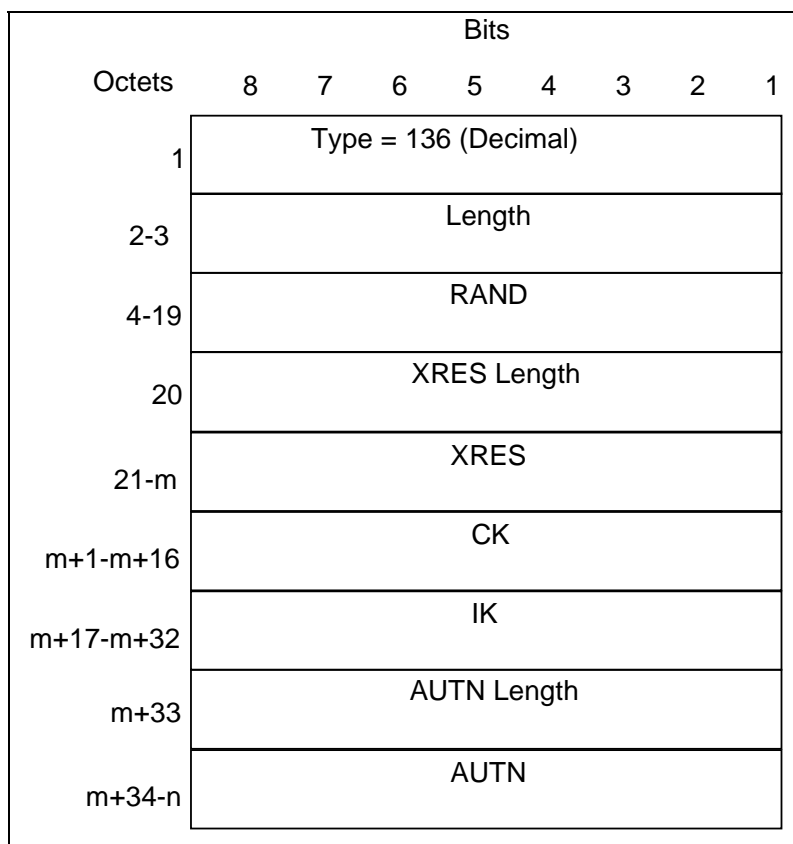 Bits
Octets 8 7 6 5 4 3 2 1
1 Type = 136 (Decimal)
2-3 Length
4-19 RAND
20 XRES Length
21-m XRES
m+1-m+16 CK
m+17-m+32 IK
m+33 AUTN Length
m+34-n AUTN